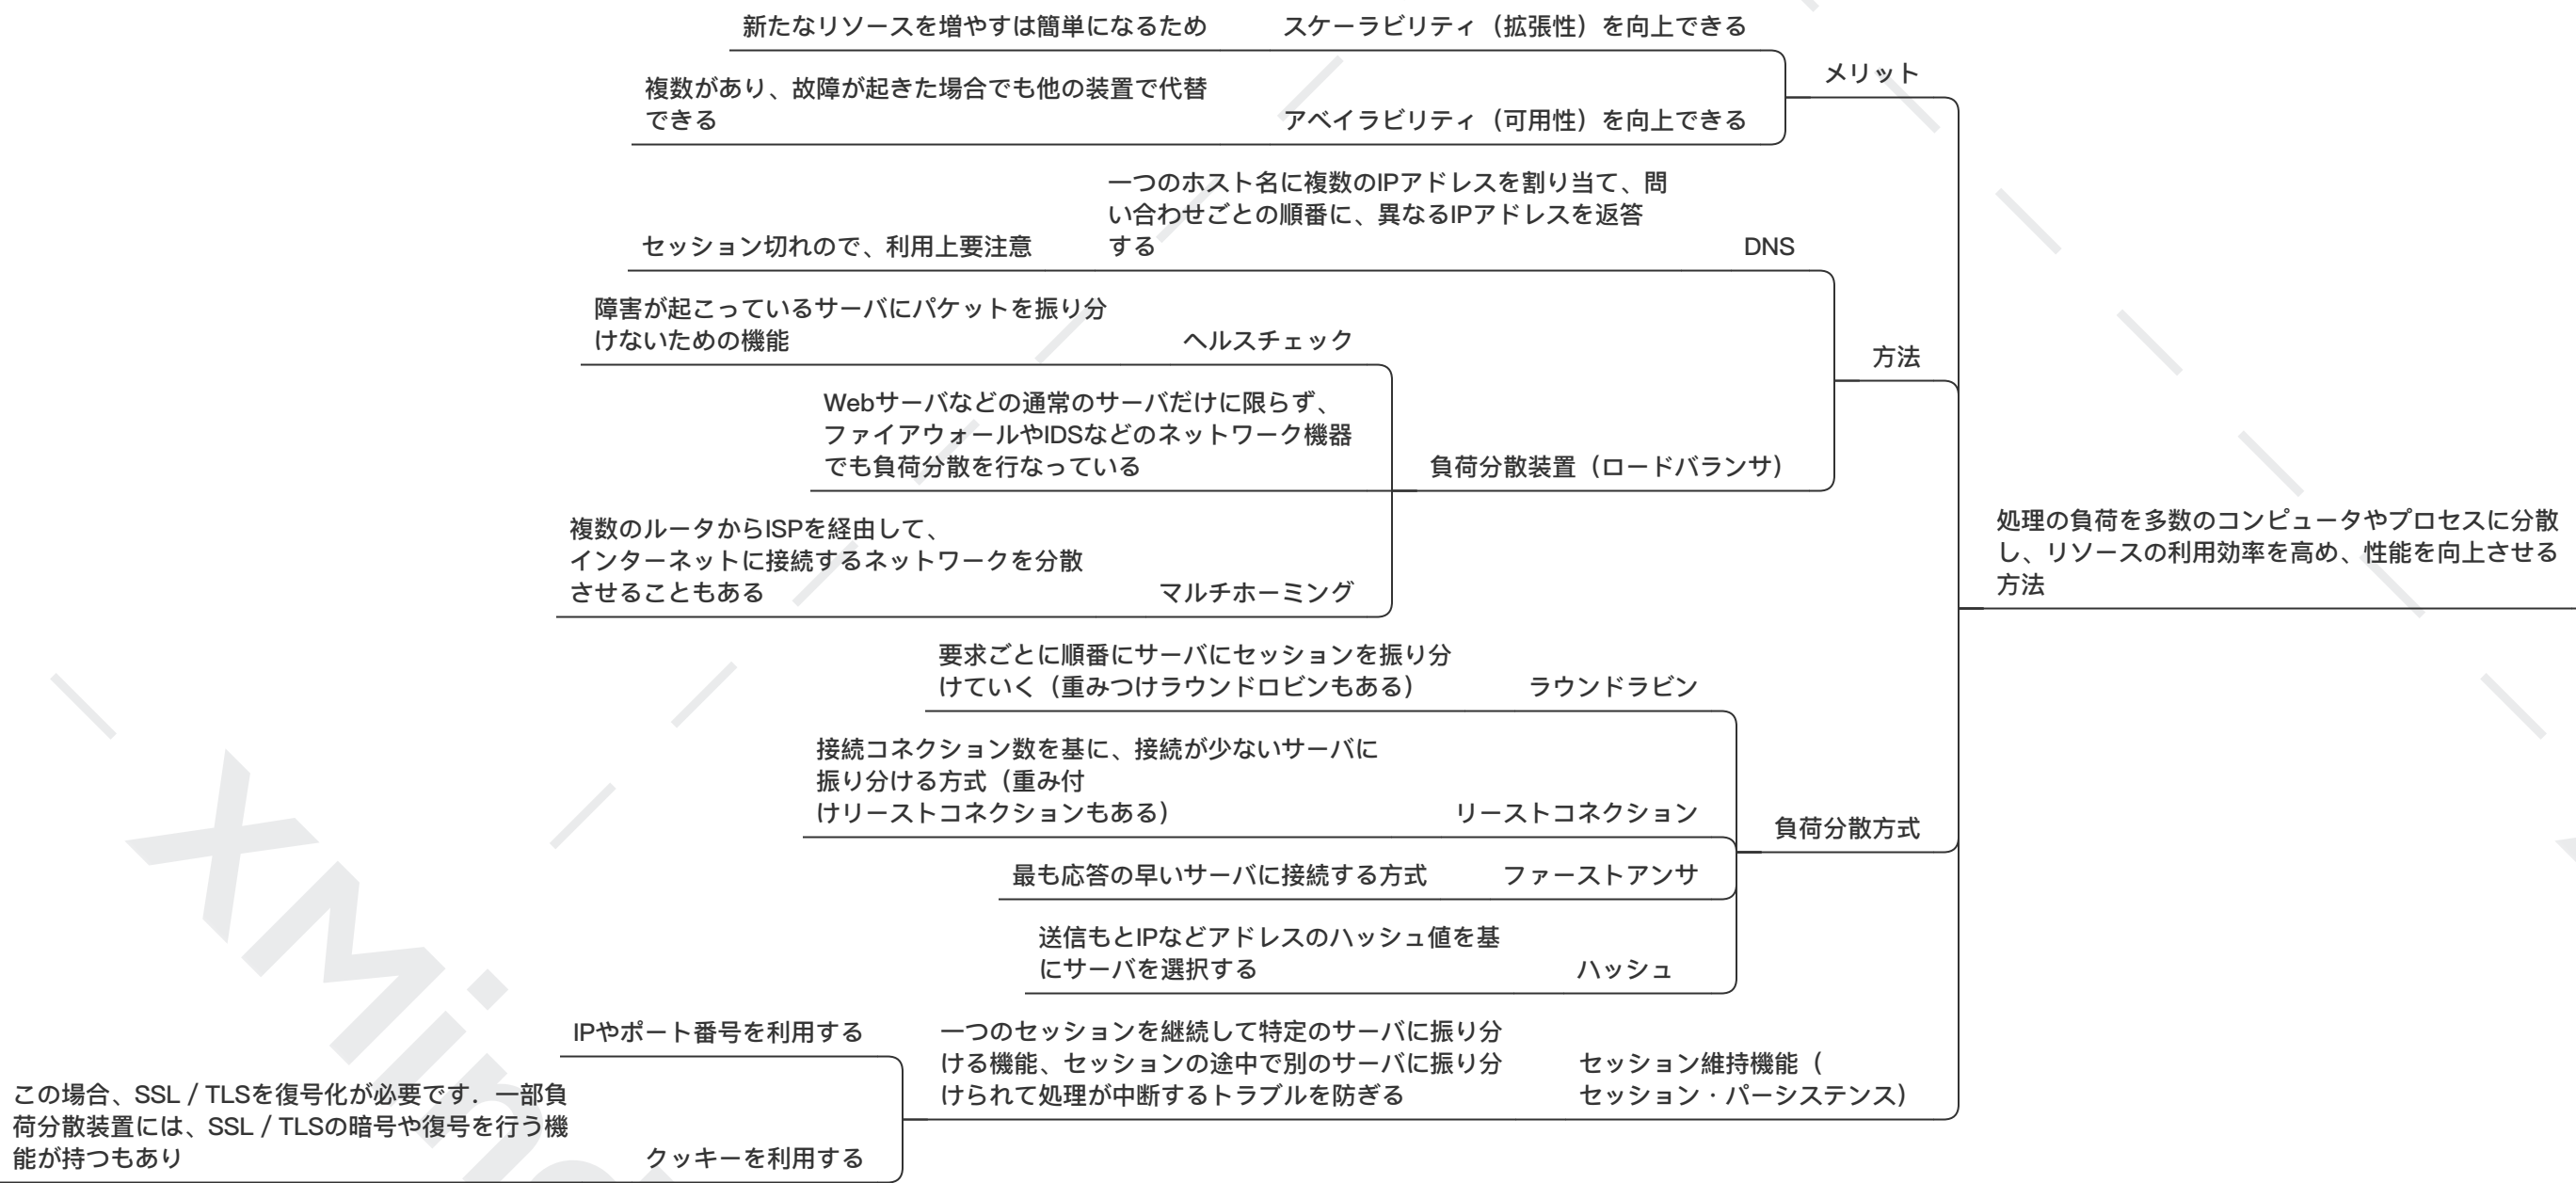 新たなリソースを増やすは簡単になるため
スケーラビリティ（拡張性）を向上できる
メリット
複数があり、故障が起きた場合でも他の装置で代替
できる
アベイラビリティ（可用性）を向上できる
一つのホスト名に複数のIPアドレスを割り当て、問
い合わせごとの順番に、異なるIPアドレスを返答
する
セッション切れので、利用上要注意
DNS
障害が起こっているサーバにパケットを振り分
けないための機能
ヘルスチェック
方法
Webサーバなどの通常のサーバだけに限らず、
ファイアウォールやIDSなどのネットワーク機器
でも負荷分散を行なっている
負荷分散装置（ロードバランサ）
複数のルータからISPを経由して、
インターネットに接続するネットワークを分散
させることもある
マルチホーミング
処理の負荷を多数のコンピュータやプロセスに分散
し、リソースの利用効率を高め、性能を向上させる
方法
要求ごとに順番にサーバにセッションを振り分
けていく（重みつけラウンドロビンもある）
ラウンドラビン
接続コネクション数を基に、接続が少ないサーバに
振り分ける方式（重み付
けリーストコネクションもある）
リーストコネクション
負荷分散方式
最も応答の早いサーバに接続する方式
ファーストアンサ
送信もとIPなどアドレスのハッシュ値を基
にサーバを選択する
ハッシュ
IPやポート番号を利用する
一つのセッションを継続して特定のサーバに振り分
ける機能、セッションの途中で別のサーバに振り分
けられて処理が中断するトラブルを防ぎる
セッション維持機能（
セッション・パーシステンス）
この場合、SSL / TLSを復号化が必要です．一部負
荷分散装置には、SSL / TLSの暗号や復号を行う機
能が持つもあり
クッキーを利用する
XMind